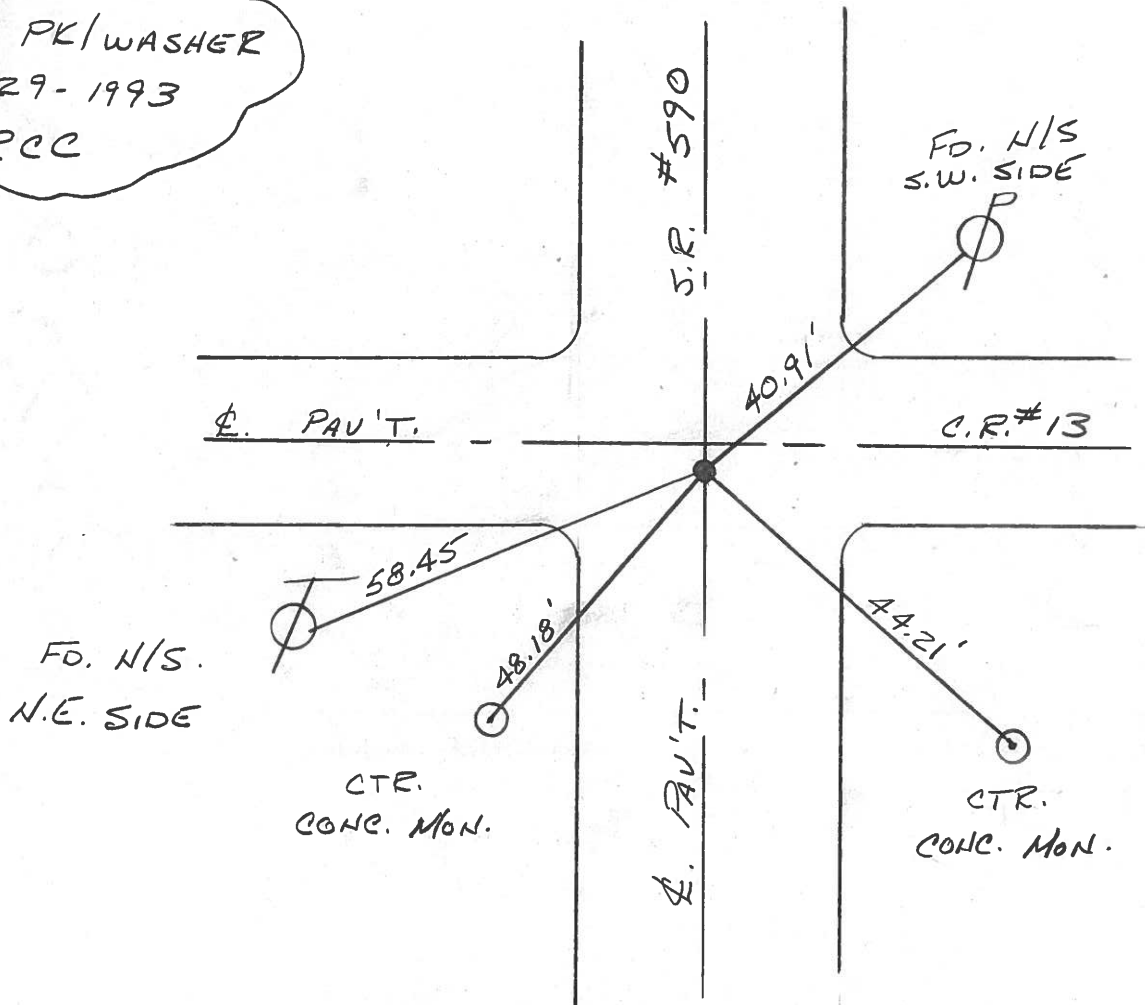 PK/WASHER
29-1993
S.R. #590
FD. N/S
S.W. SIDE
P
40.91'
℄. PAV'T.
C.R. #13
58.45'
T
48.18'
44.21'
FD. N/S.
N.E. SIDE
CTR.
CONC. MON.
℄. PAV'T.
CTR.
CONC. MON.